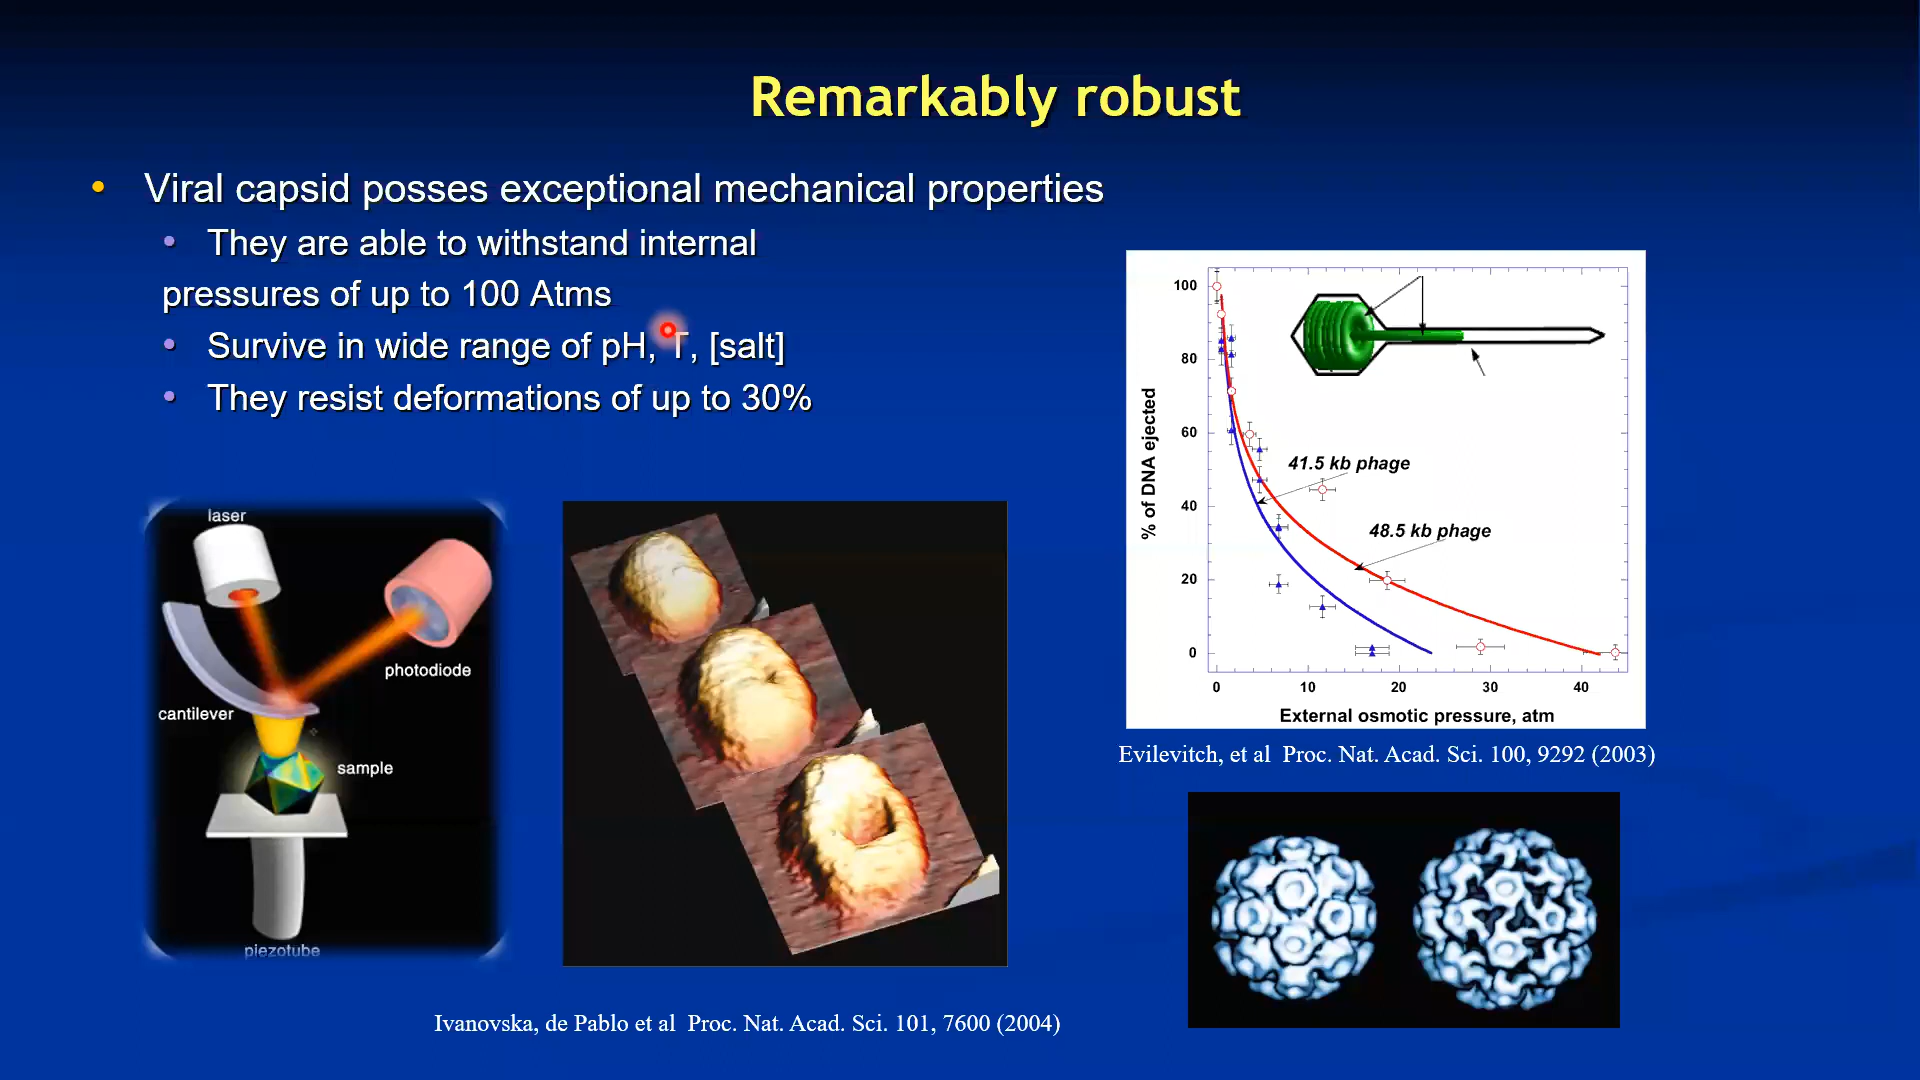 Remarkably robust
• Viral capsid posses exceptional mechanical properties
• They are able to withstand internal
pressures of up to 100 Atms
• Survive in wide range of pH, T, [salt]
• They resist deformations of up to 30%
laser
photodiode
cantilever
sample
piezotube
Ivanovska, de Pablo et al Proc. Nat. Acad. Sci. 101, 7600 (2004)
% of DNA ejected
100
80
60
40
20
0
41.5 kb phage
48.5 kb phage
0 10 20 30 40
External osmotic pressure, atm
Evilevitch, et al Proc. Nat. Acad. Sci. 100, 9292 (2003)